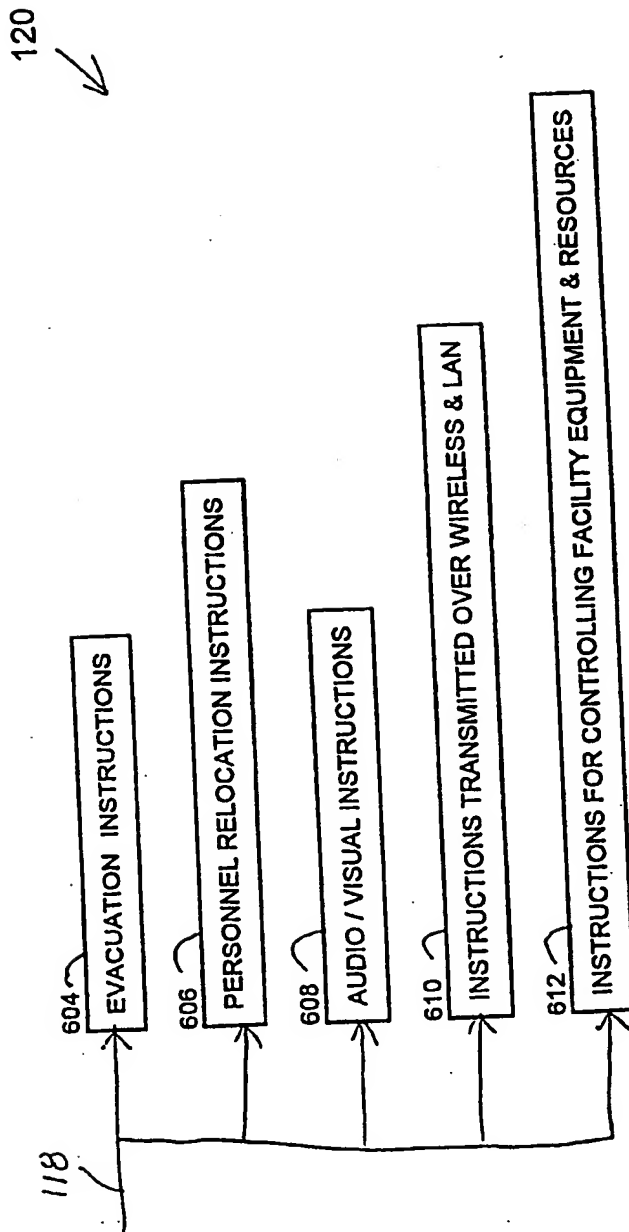 120
118
604
EVACUATION INSTRUCTIONS
606
PERSONNEL RELOCATION INSTRUCTIONS
608
AUDIO / VISUAL INSTRUCTIONS
610
INSTRUCTIONS TRANSMITTED OVER WIRELESS & LAN
612
INSTRUCTIONS FOR CONTROLLING FACILITY EQUIPMENT & RESOURCES